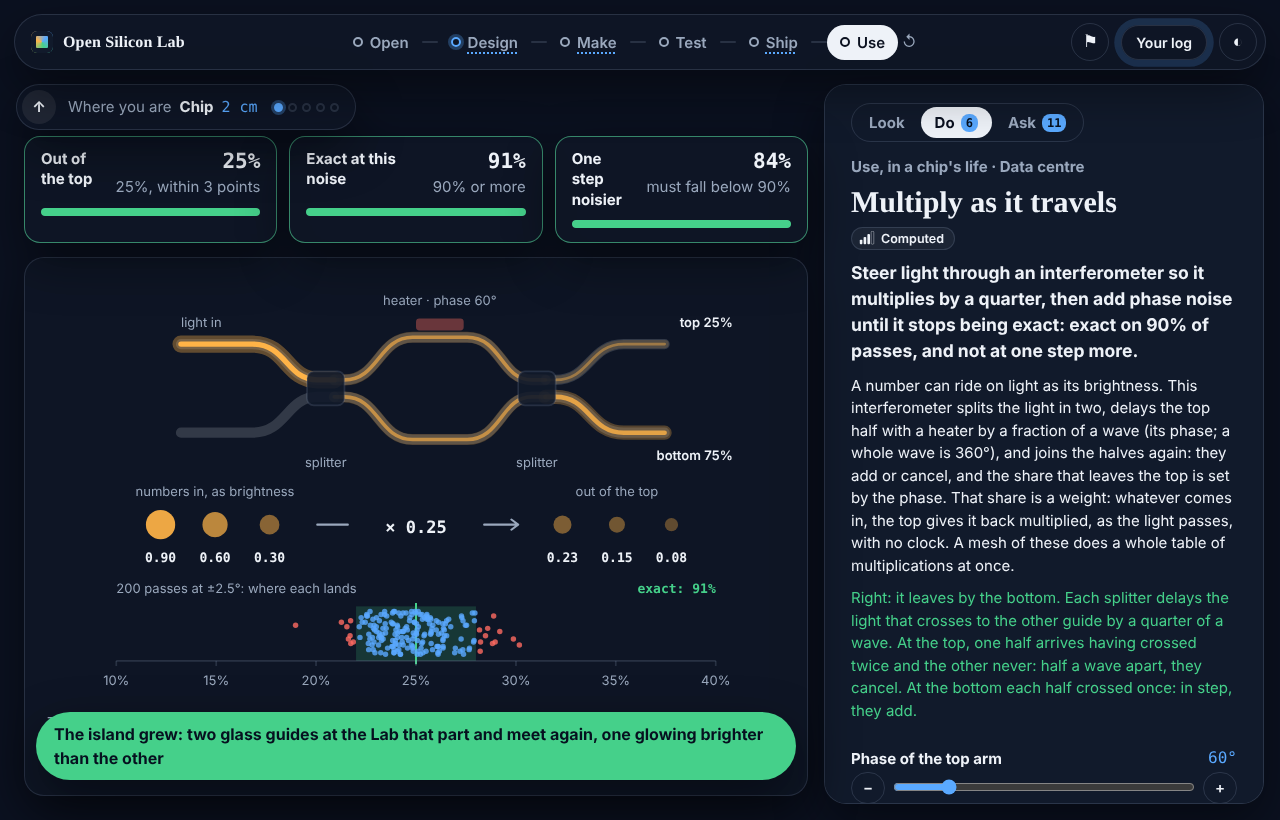 Open Silicon Lab
Open
Design
Make
Test
Ship
Use
Your log
Where you are Chip 2 cm
Out of the top
25%
25%, within 3 points
Exact at this noise
91%
90% or more
One step noisier
84%
must fall below 90%
heater · phase 60°
light in
top 25%
splitter
splitter
bottom 75%
numbers in, as brightness
out of the top
× 0.25
0.90 0.60 0.30
0.23 0.15 0.08
200 passes at ±2.5°: where each lands
exact: 91%
10% 15% 20% 25% 30% 35% 40%
The island grew: two glass guides at the Lab that part and meet again, one glowing brighter
than the other
Look
Do 6
Ask 11
Use, in a chip's life · Data centre
Multiply as it travels
Computed
Steer light through an interferometer so it
multiplies by a quarter, then add phase noise
until it stops being exact: exact on 90% of
passes, and not at one step more.
A number can ride on light as its brightness. This
interferometer splits the light in two, delays the top
half with a heater by a fraction of a wave (its phase; a
whole wave is 360°), and joins the halves again: they
add or cancel, and the share that leaves the top is set
by the phase. That share is a weight: whatever comes
in, the top gives it back multiplied, as the light passes,
with no clock. A mesh of these does a whole table of
multiplications at once.
Right: it leaves by the bottom. Each splitter delays the
light that crosses to the other guide by a quarter of a
wave. At the top, one half arrives having crossed
twice and the other never: half a wave apart, they
cancel. At the bottom each half crossed once: in step,
they add.
Phase of the top arm
60°
−
+